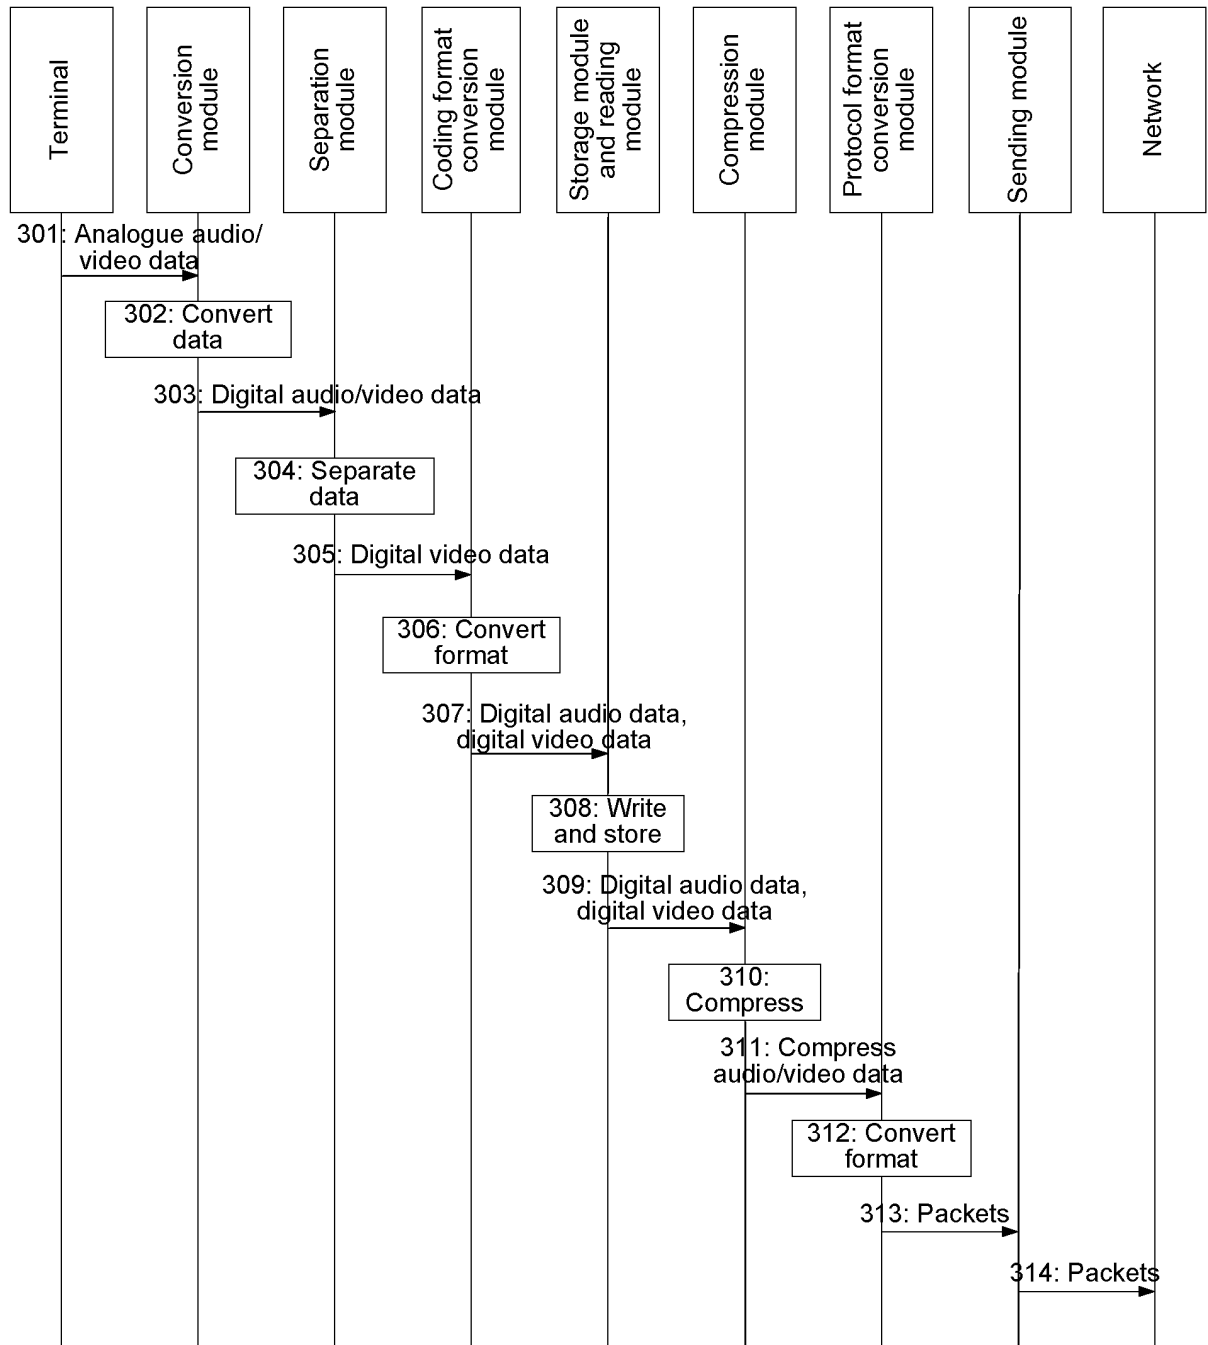 Terminal
Conversion
module
Separation
module
Coding format
conversion
module
Storage module
and reading
module
Compression
module
Protocol format
conversion
module
Sending module
Network
301: Analogue audio/
video data
302: Convert
data
303: Digital audio/video data
304: Separate
data
305: Digital video data
306: Convert
format
307: Digital audio data,
digital video data
308: Write
and store
309: Digital audio data,
digital video data
310:
Compress
311: Compress
audio/video data
312: Convert
format
313: Packets
314: Packets